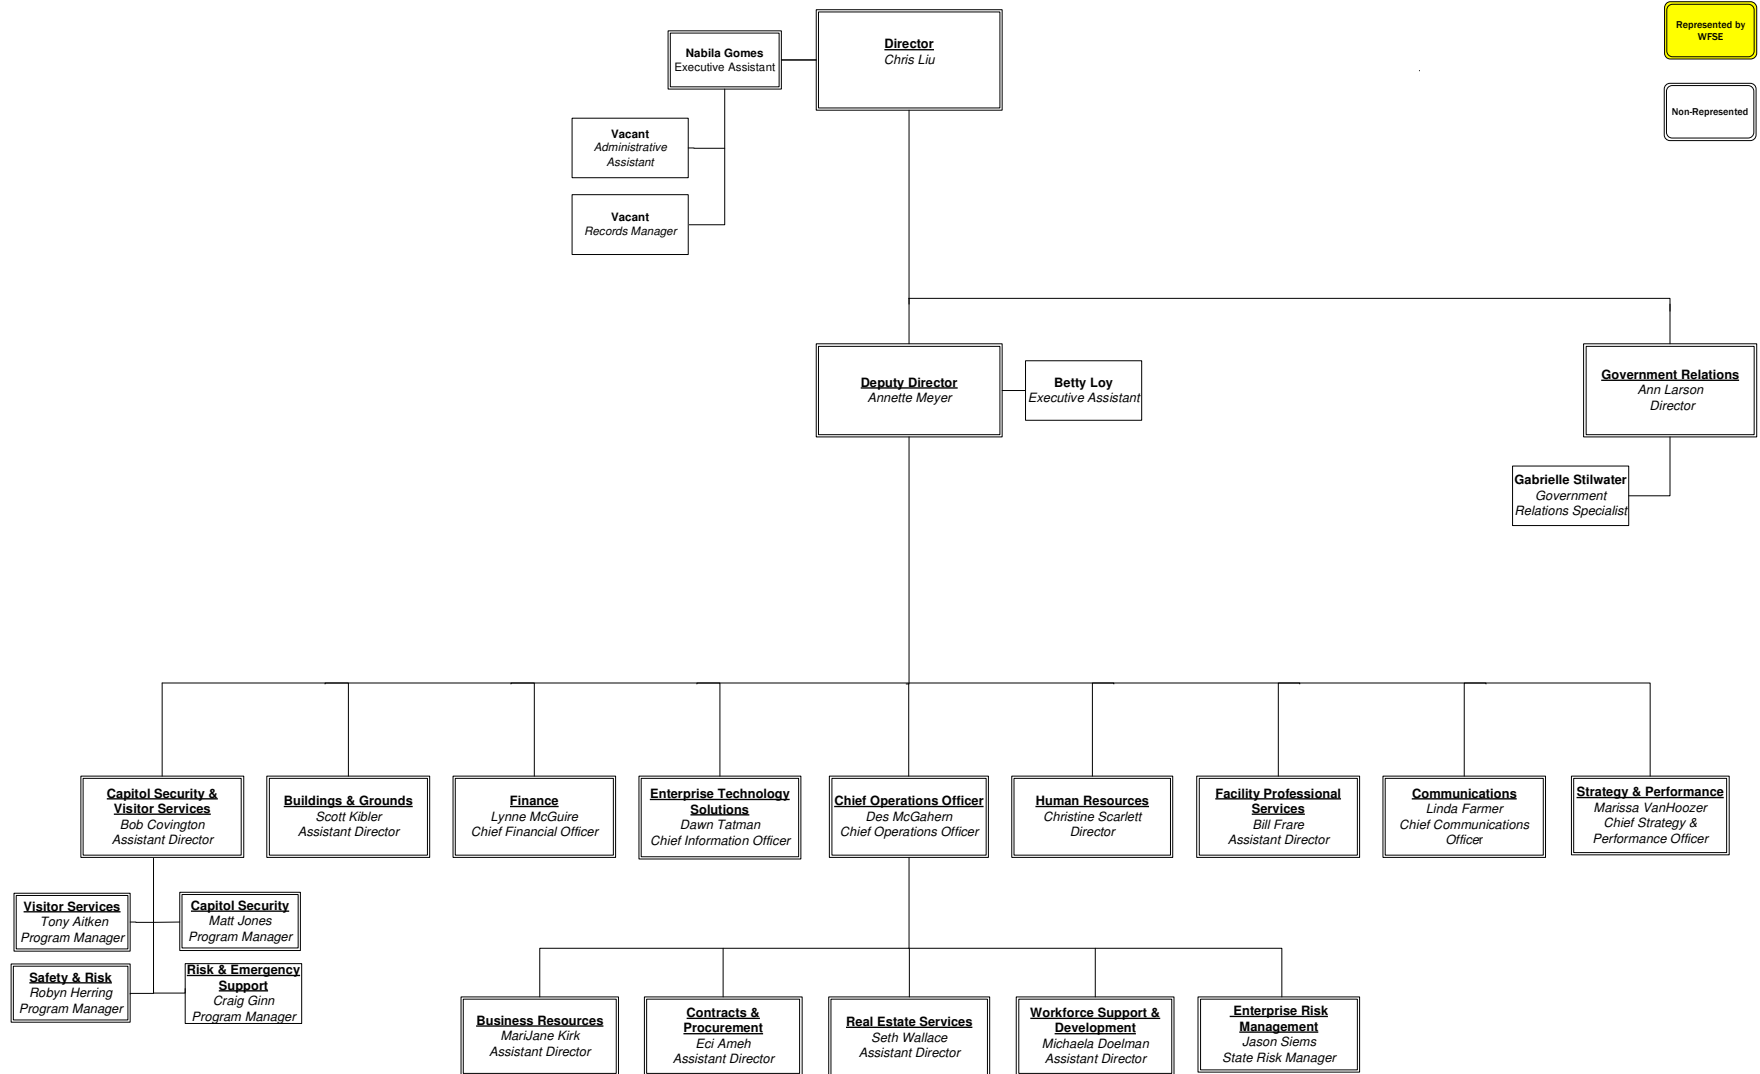 Represented by
WFSE
Non-Represented
Director
Chris Liu
Nabila Gomes
Executive Assistant
Vacant
Administrative
Assistant
Vacant
Records Manager
Deputy Director
Annette Meyer
Betty Loy
Executive Assistant
Government Relations
Ann Larson
Director
Gabrielle Stilwater
Government
Relations Specialist
Capitol Security &
Visitor Services
Bob Covington
Assistant Director
Buildings & Grounds
Scott Kibler
Assistant Director
Finance
Lynne McGuire
Chief Financial Officer
Enterprise Technology
Solutions
Dawn Tatman
Chief Information Officer
Chief Operations Officer
Des McGahern
Chief Operations Officer
Human Resources
Christine Scarlett
Director
Facility Professional
Services
Bill Frare
Assistant Director
Communications
Linda Farmer
Chief Communications
Officer
Strategy & Performance
Marissa VanHoozer
Chief Strategy &
Performance Officer
Visitor Services
Tony Aitken
Program Manager
Capitol Security
Matt Jones
Program Manager
Safety & Risk
Robyn Herring
Program Manager
Risk & Emergency
Support
Craig Ginn
Program Manager
Business Resources
MariJane Kirk
Assistant Director
Contracts &
Procurement
Eci Ameh
Assistant Director
Real Estate Services
Seth Wallace
Assistant Director
Workforce Support &
Development
Michaela Doelman
Assistant Director
Enterprise Risk
Management
Jason Siems
State Risk Manager